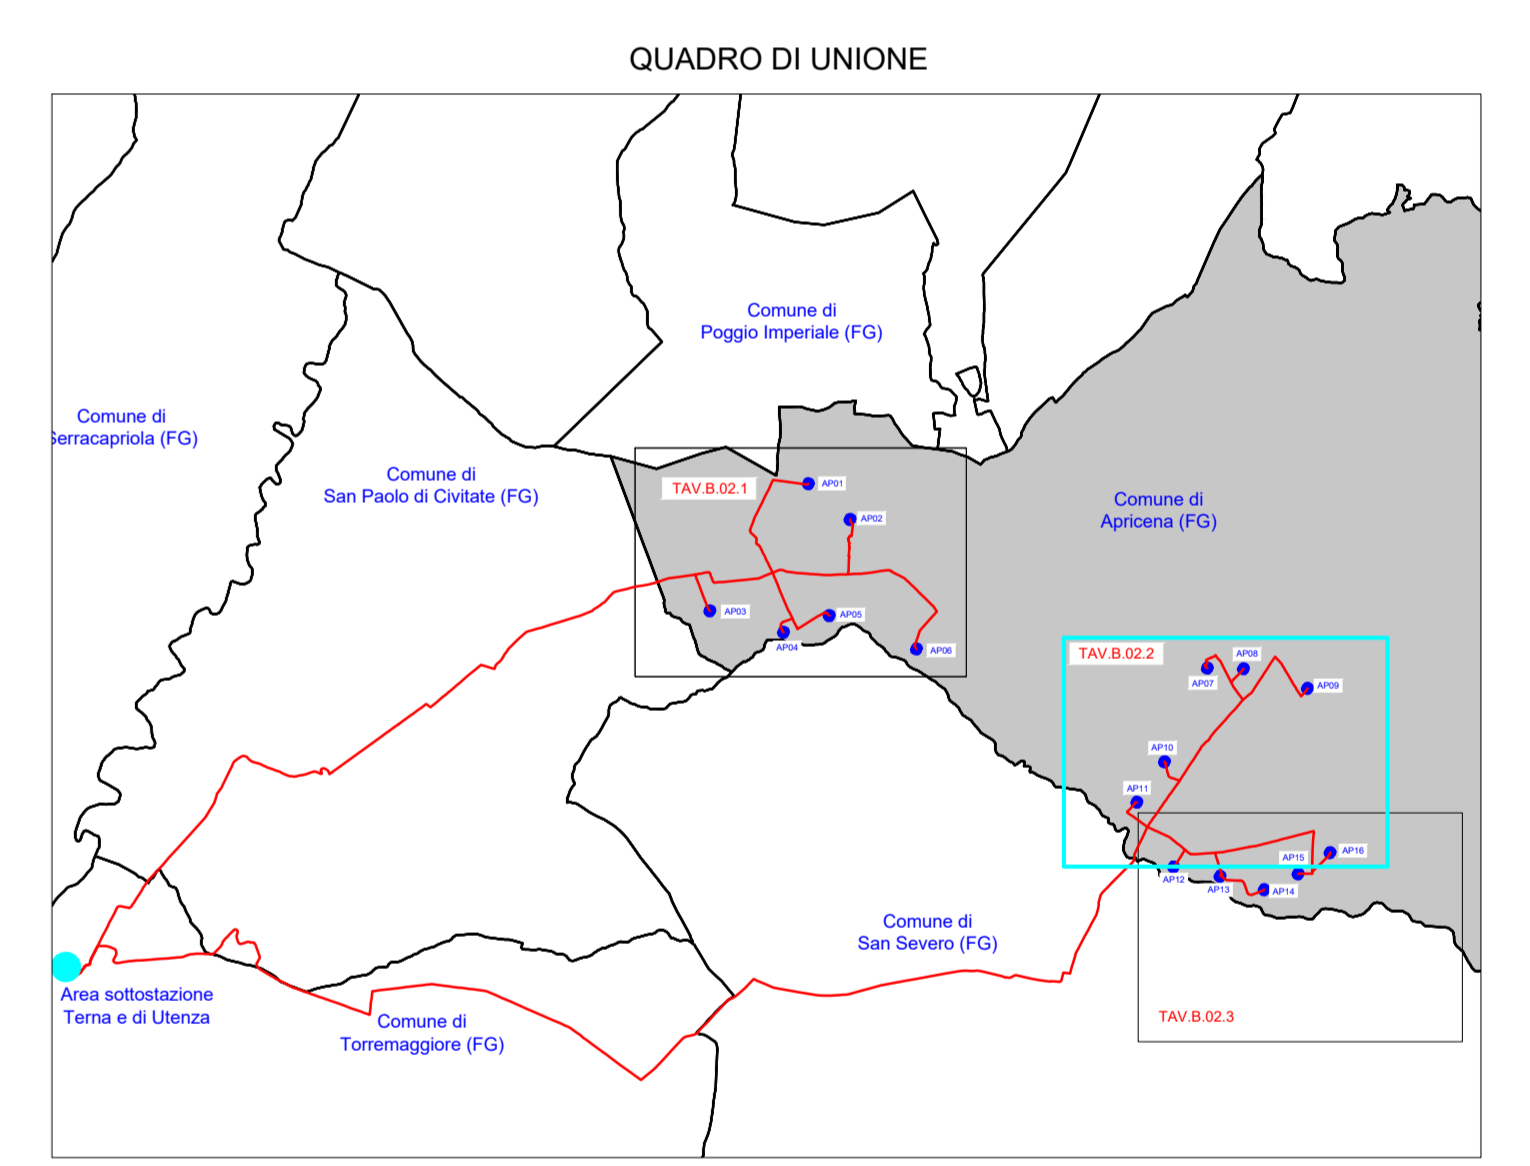 QUADRO DI UNIONE
Comune di
Poggio Imperiale (FG)
Comune di
Serracapriola (FG)
Comune di
San Paolo di Civitate (FG)
TAV.B.02.1
AP01
AP02
Comune di
Apricena (FG)
AP03
AP05
AP04
AP06
TAV.B.02.2
AP08
AP07
AP09
AP10
AP11
AP16
AP15
AP12
AP13
AP14
Comune di
San Severo (FG)
Area sottostazione
Terna e di Utenza
Comune di
Torremaggiore (FG)
TAV.B.02.3